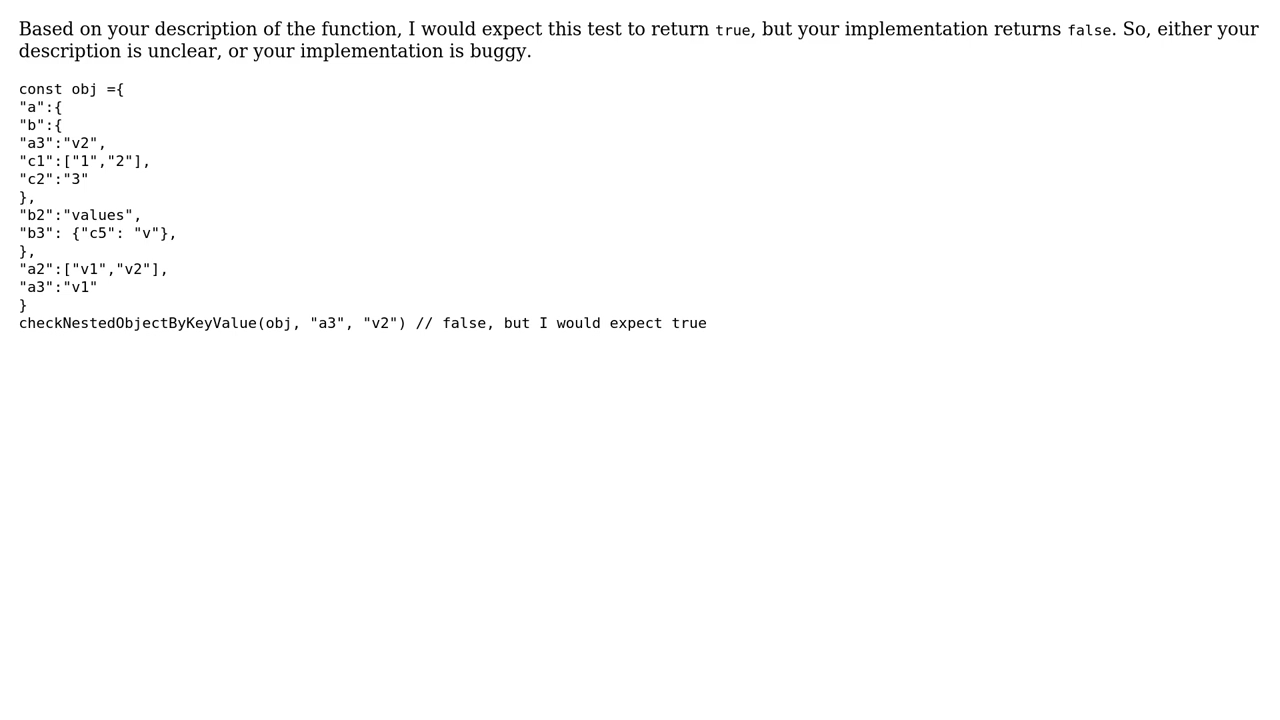 Based on your description of the function, I would expect this test to return true, but your implementation returns false. So, either your
description is unclear, or your implementation is buggy.
const obj ={
"a":{
"b":{
"a3":"v2",
"c1":["1","2"],
"c2":"3"
},
"b2":"values",
"b3": {"c5": "v"},
},
"a2":["v1","v2"],
"a3":"v1"
}
checkNestedObjectByKeyValue(obj, "a3", "v2") // false, but I would expect true